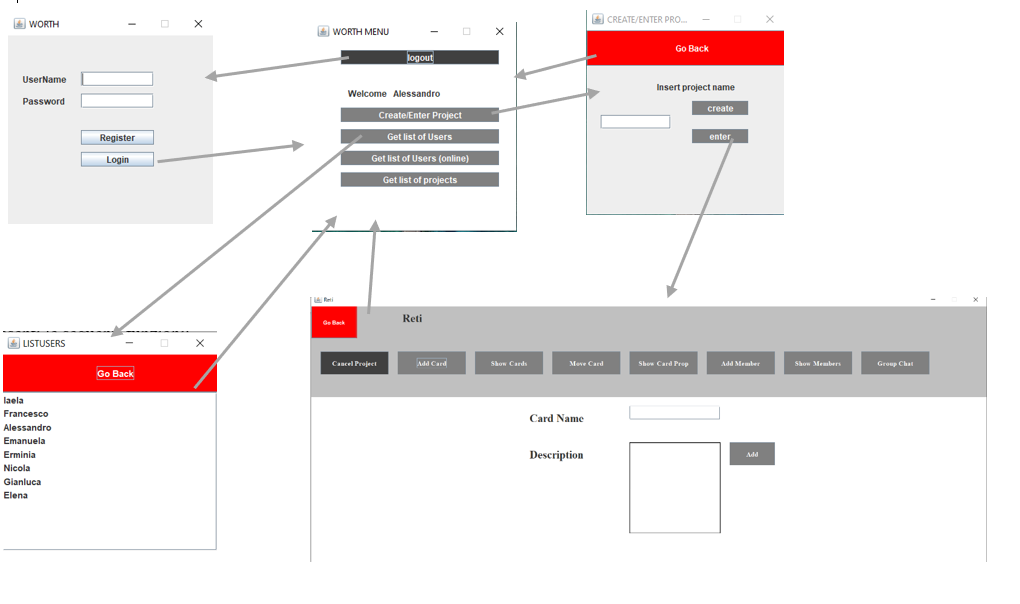 WORTH
UserName
Password
Register
Login
WORTH MENU
logout
Welcome Alessandro
Create/Enter Project
Get list of Users
Get list of Users (online)
Get list of projects
CREATE/ENTER PRO...
Go Back
Insert project name
create
enter
LISTUSERS
Go Back
laela
Francesco
Alessandro
Emanuela
Erminia
Nicola
Gianluca
Elena
Reti
Go Back
Reti
Cancel Project
Add Card
Show Cards
Move Card
Show Card Prop
Add Member
Show Members
Group Chat
Card Name
Description
Add